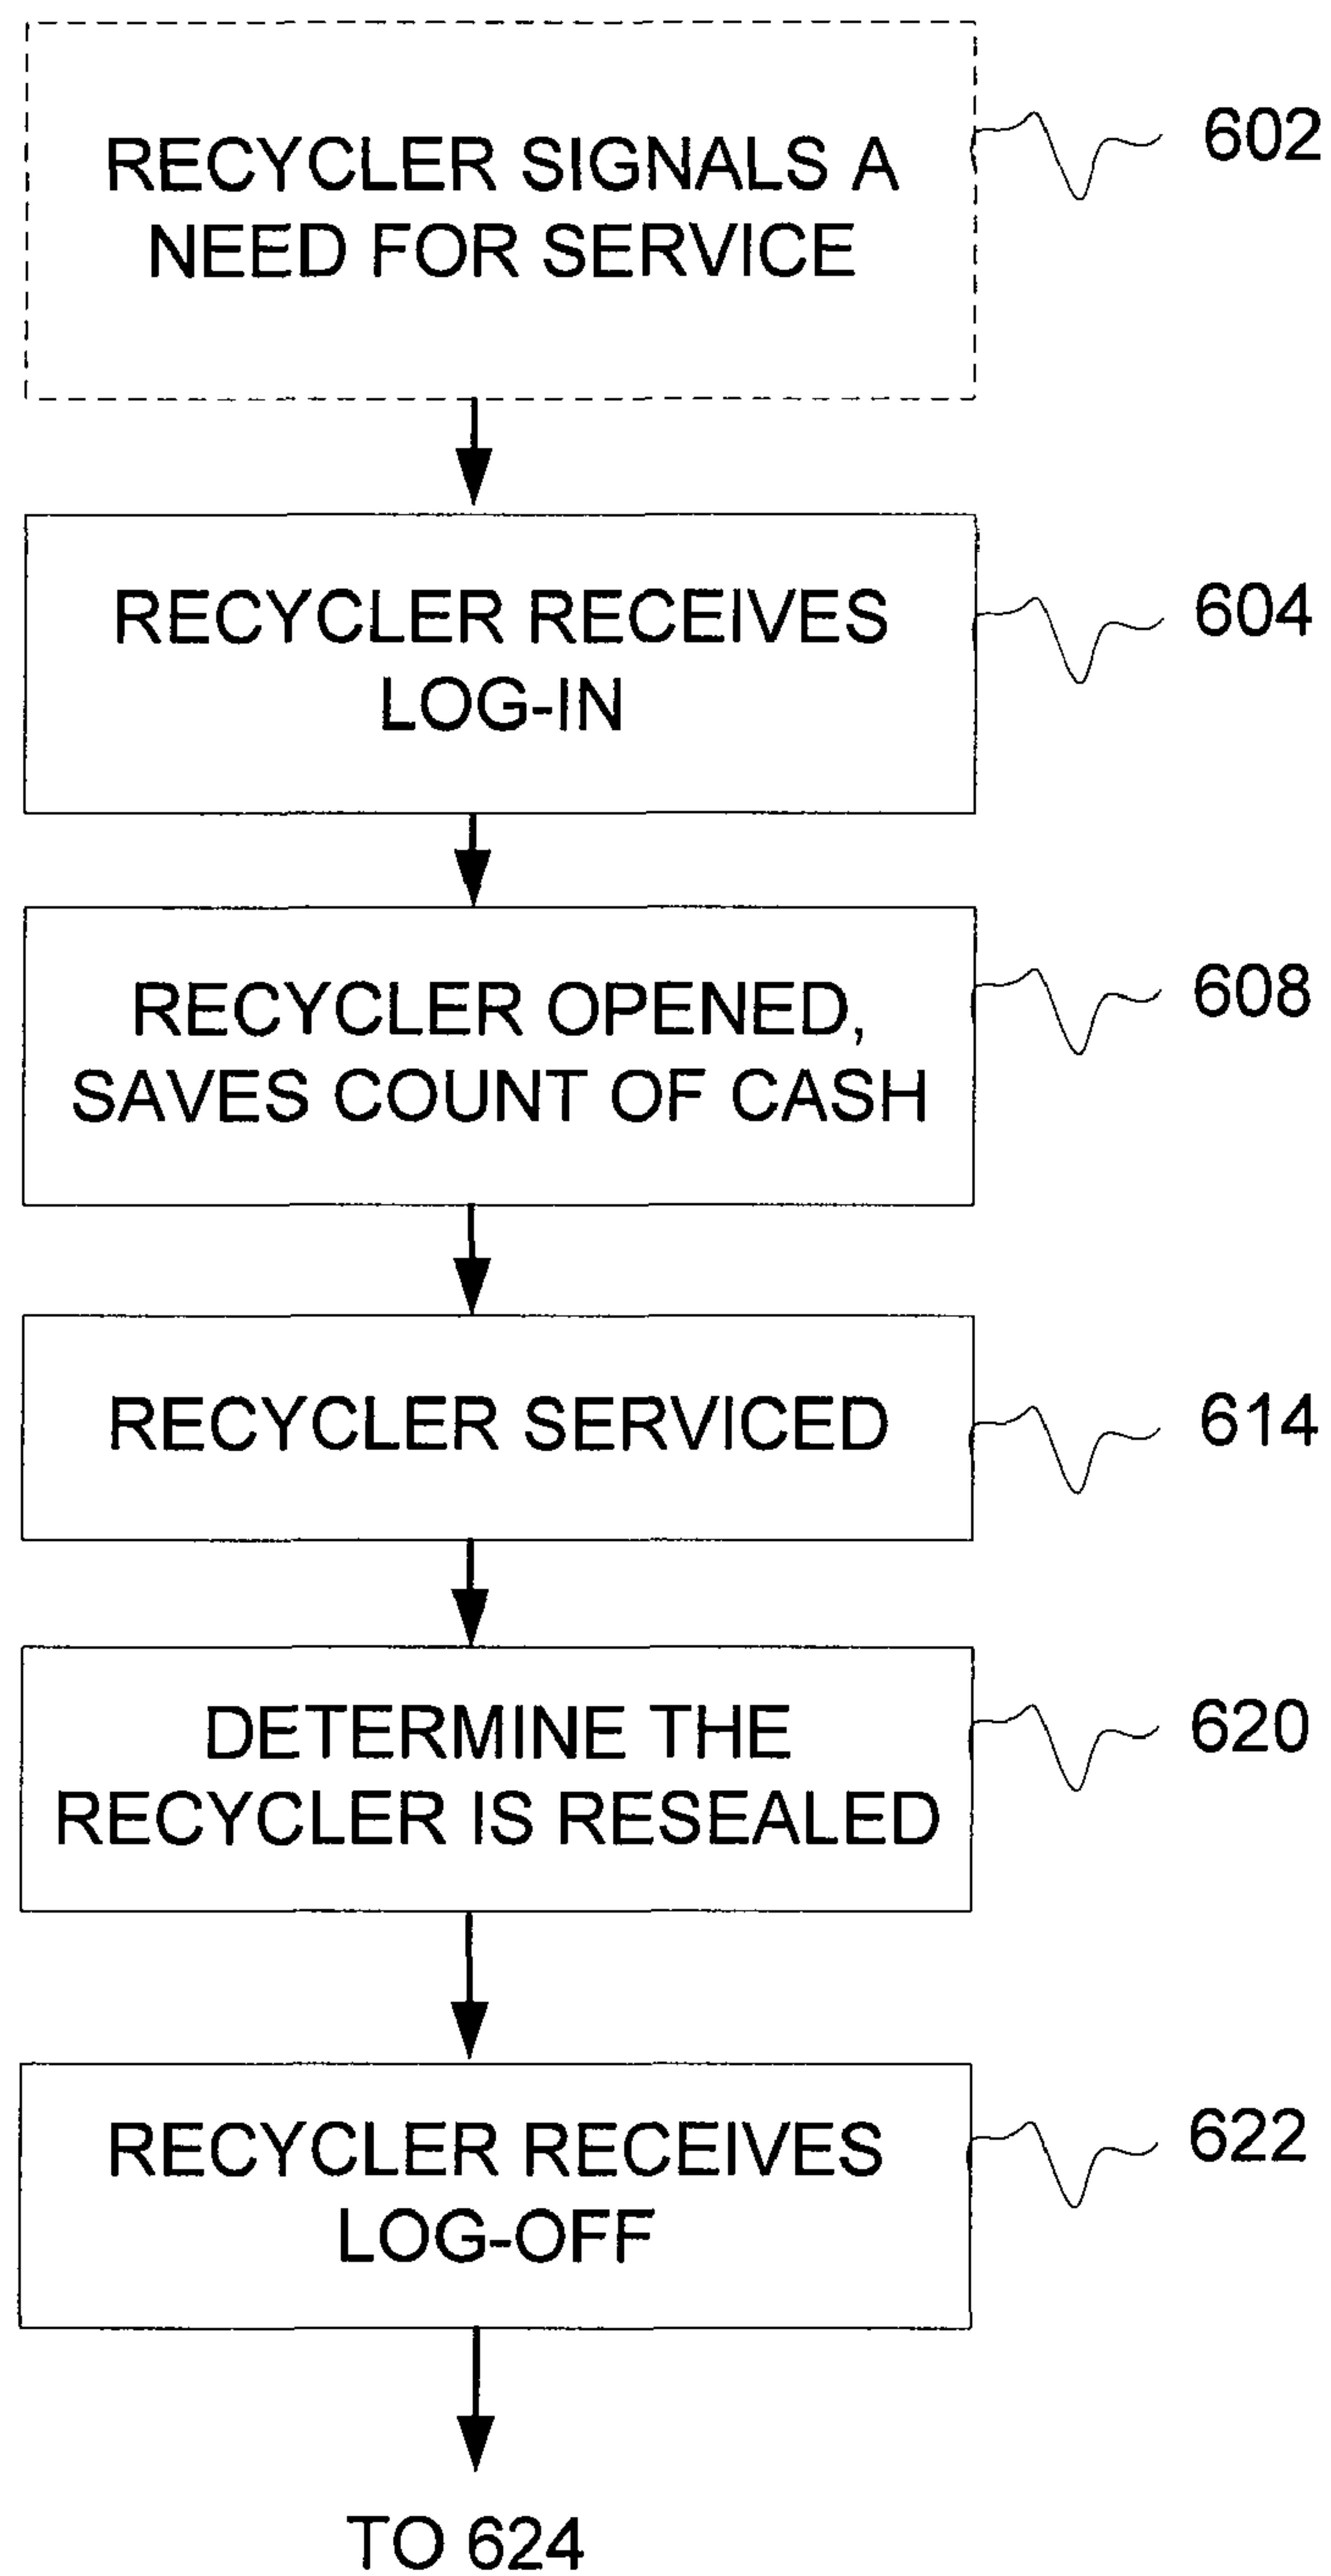 RECYCLER SIGNALS A
NEED FOR SERVICE
602
RECYCLER RECEIVES
LOG-IN
604
RECYCLER OPENED,
SAVES COUNT OF CASH
608
RECYCLER SERVICED
614
DETERMINE THE
RECYCLER IS RESEALED
620
RECYCLER RECEIVES
LOG-OFF
622
TO 624